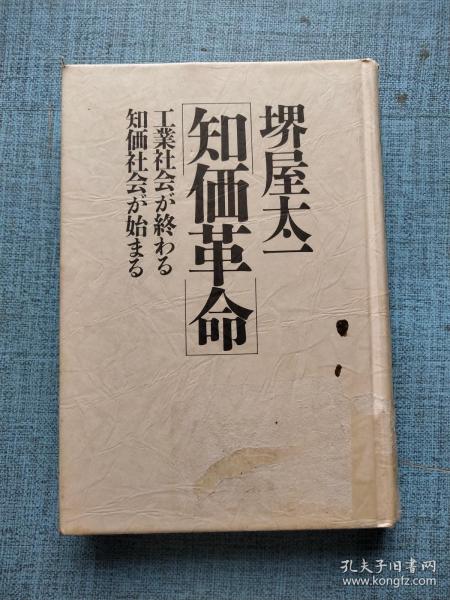 堺屋太一
知価革命
工業社会が終わる
知価社会が始まる
孔夫子旧书网
www.kongfz.com